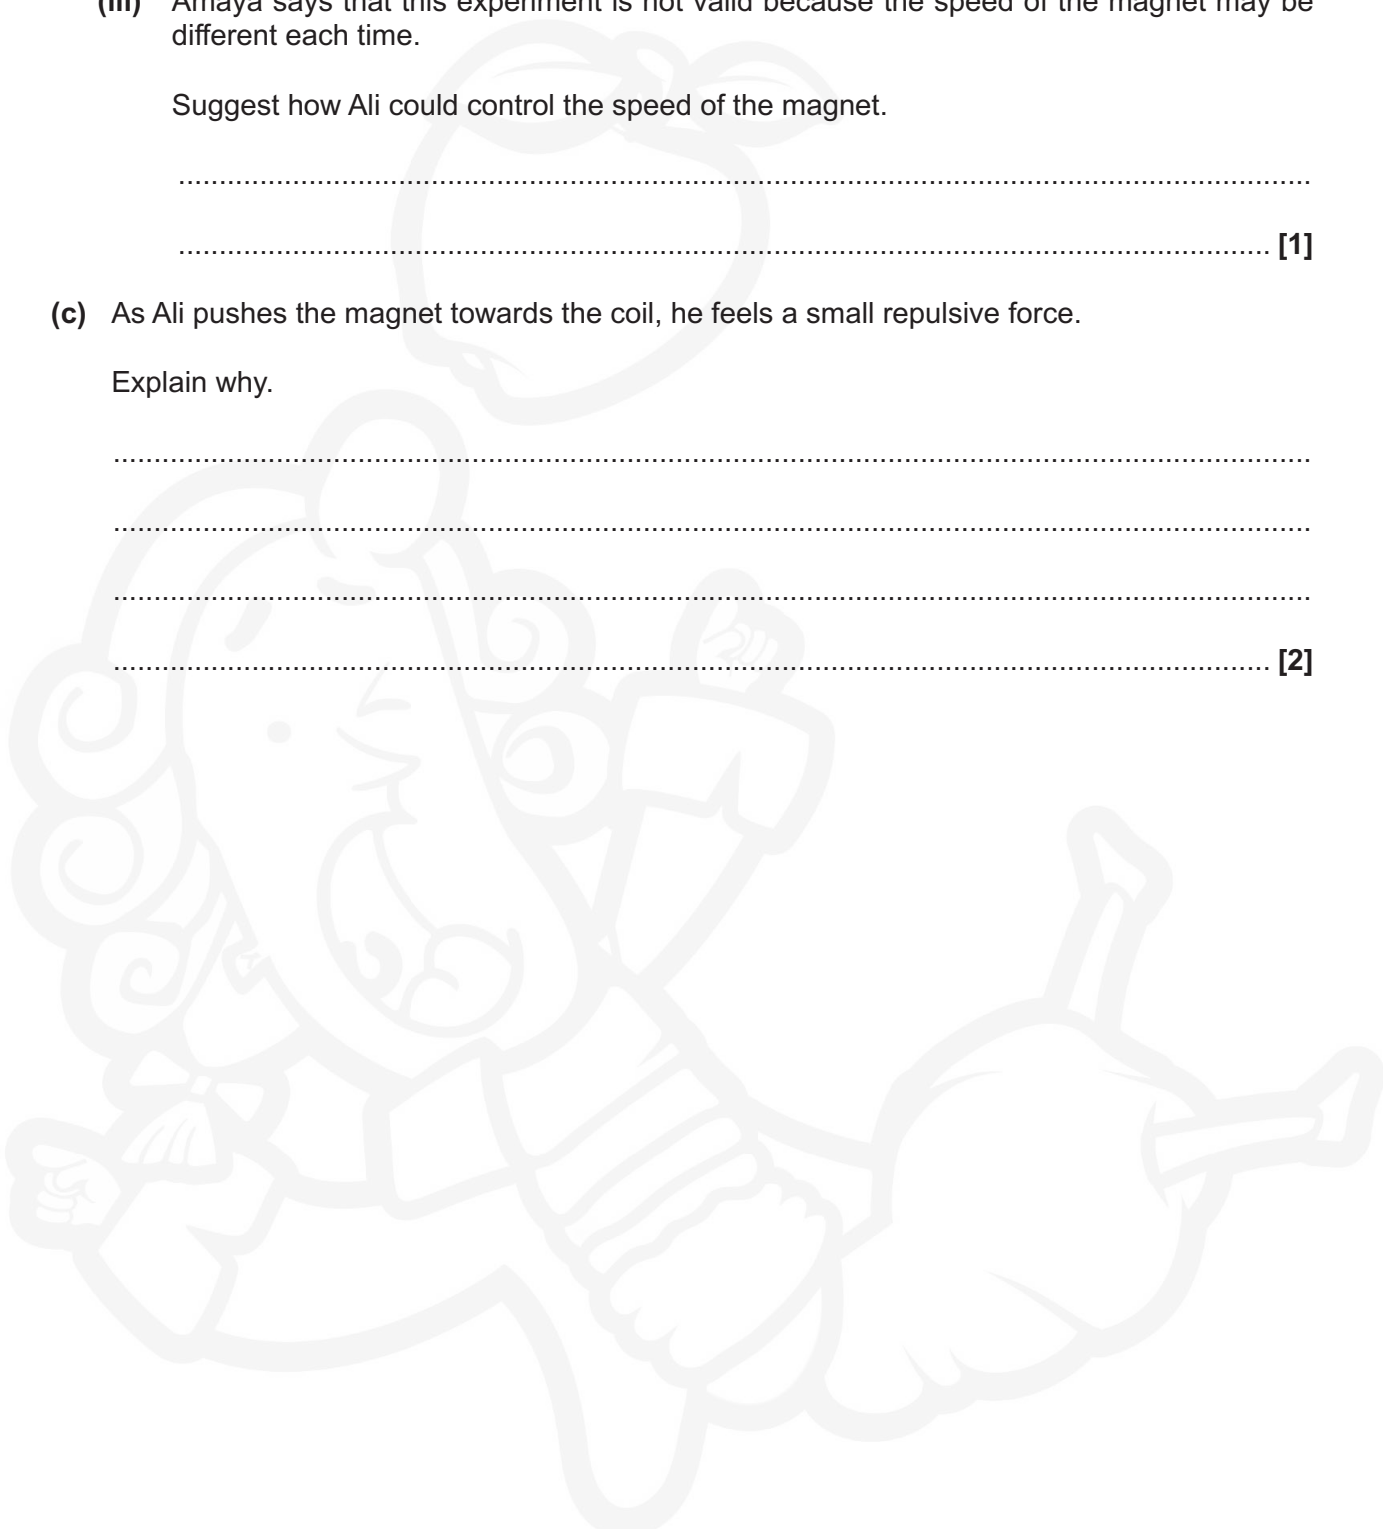 (iii) Amaya says that this experiment is not valid because the speed of the magnet may be
different each time.
Suggest how Ali could control the speed of the magnet.
[1]
(c) As Ali pushes the magnet towards the coil, he feels a small repulsive force.
Explain why.
[2]